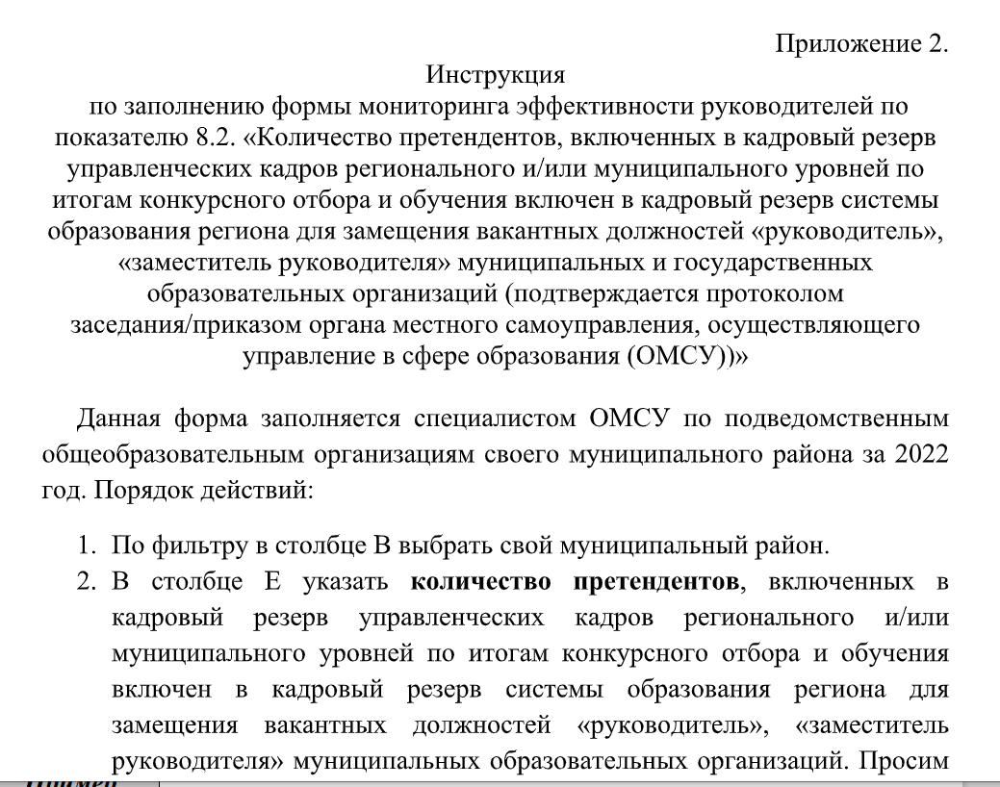 Приложение 2.
Инструкция
по заполнению формы мониторинга эффективности руководителей по
показателю 8.2. «Количество претендентов, включенных в кадровый резерв
управленческих кадров регионального и/или муниципального уровней по
итогам конкурсного отбора и обучения включен в кадровый резерв системы
образования региона для замещения вакантных должностей «руководитель»,
«заместитель руководителя» муниципальных и государственных
образовательных организаций (подтверждается протоколом
заседания/приказом органа местного самоуправления, осуществляющего
управление в сфере образования (ОМСУ))»
Данная форма заполняется специалистом ОМСУ по подведомственным
общеобразовательным организациям своего муниципального района за 2022
год. Порядок действий:
1. По фильтру в столбце В выбрать свой муниципальный район.
2. В столбце Е указать количество претендентов, включенных в
кадровый резерв управленческих кадров регионального и/или
муниципального уровней по итогам конкурсного отбора и обучения
включен в кадровый резерв системы образования региона для
замещения вакантных должностей «руководитель», «заместитель
руководителя» муниципальных образовательных организаций. Просим